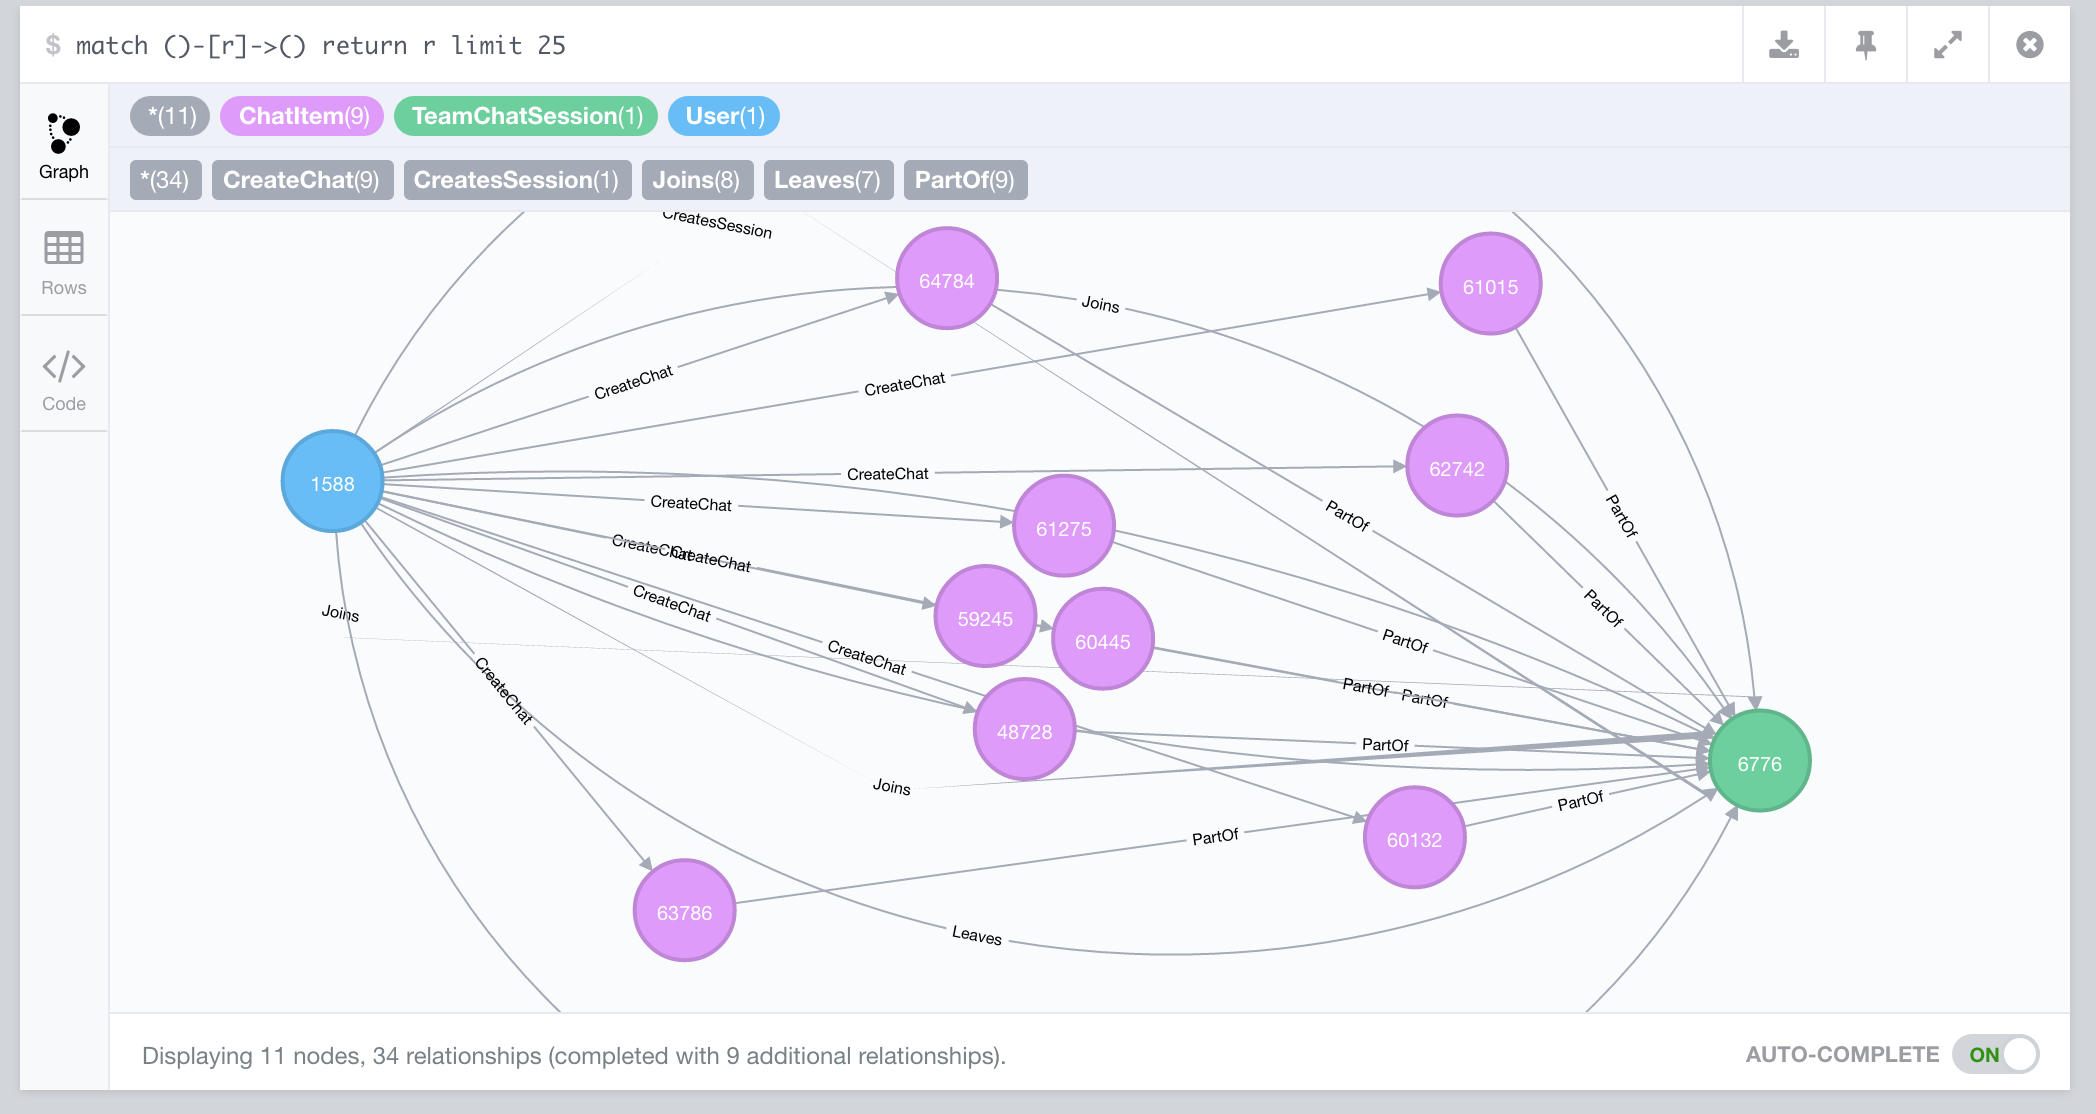 $ match ()-[r]->() return r limit 25
*(11) ChatItem(9) TeamChatSession(1) User(1)
Graph
*(34) CreateChat(9) CreatesSession(1) Joins(8) Leaves(7) PartOf(9)
CreatesSession
Rows
64784
61015
Joins
CreateChat
CreateChat
Code
1588
CreateChat
62742
CreateChat
PartOf
PartOf
61275
CreateChat
CreateChat
CreateChat
PartOf
Joins
59245
60445
PartOf
CreateChat
PartOf
PartOf
CreateChat
48728
PartOf
6776
Joins
PartOf
PartOf
60132
63786
Leaves
Displaying 11 nodes, 34 relationships (completed with 9 additional relationships).
AUTO-COMPLETE ON